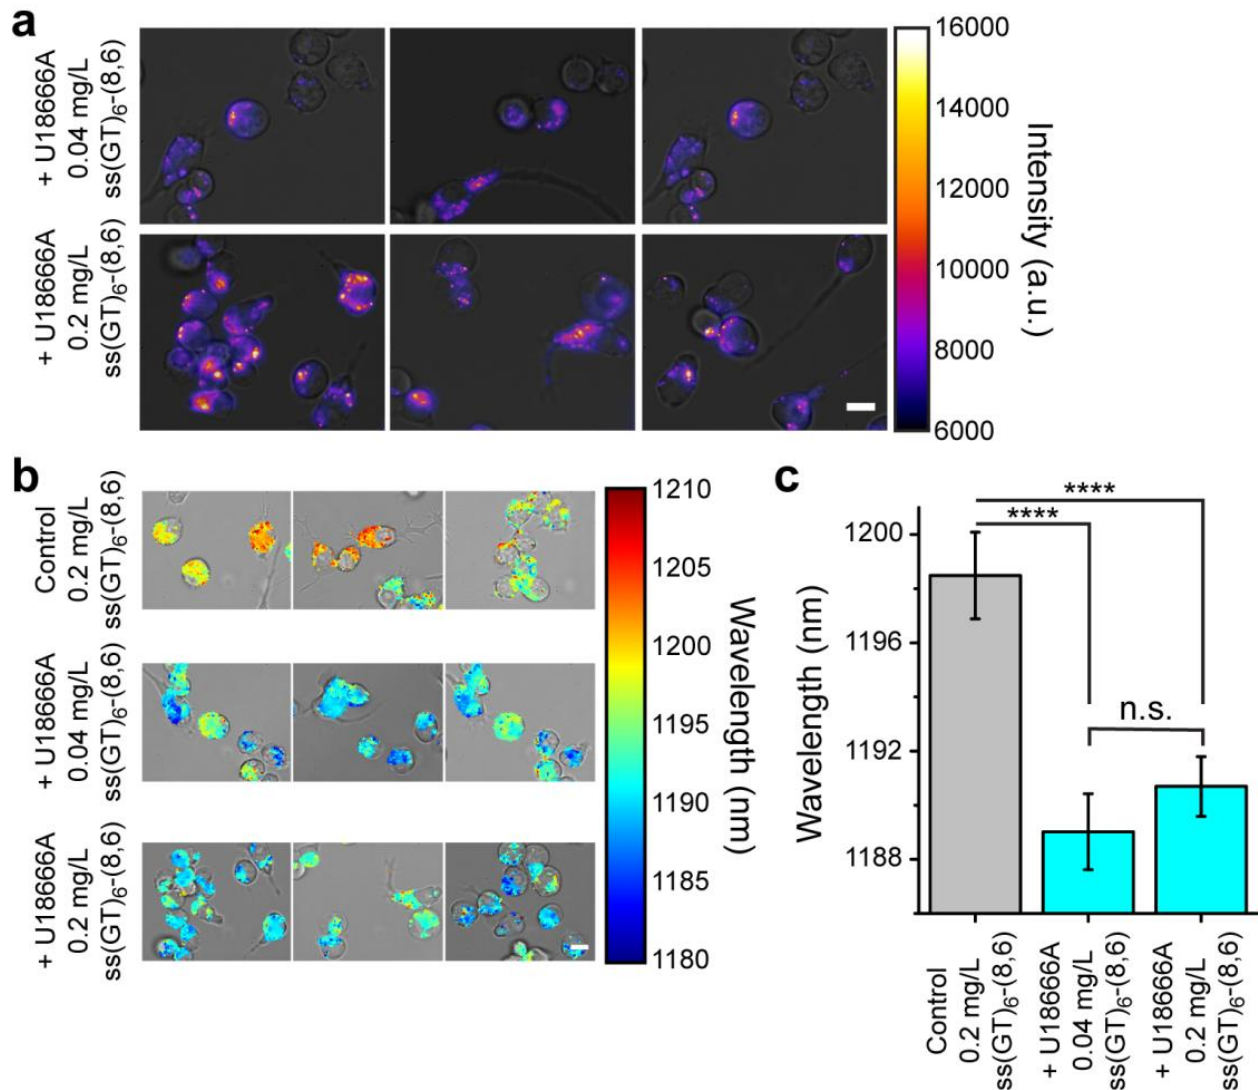 a
+ U18666A
0.04 mg/L
ss(GT)6-(8,6)
+ U18666A
0.2 mg/L
ss(GT)6-(8,6)
16000
14000
12000
10000
8000
6000
Intensity (a.u.)
b
Control
0.2 mg/L
ss(GT)6-(8,6)
+ U18666A
0.04 mg/L
ss(GT)6-(8,6)
+ U18666A
0.2 mg/L
ss(GT)6-(8,6)
1210
1205
1200
1195
1190
1185
1180
Wavelength (nm)
c
****
****
n.s.
1200
1196
1192
1188
Wavelength (nm)
Control
0.2 mg/L
ss(GT)6-(8,6)
+ U18666A
0.04 mg/L
ss(GT)6-(8,6)
+ U18666A
0.2 mg/L
ss(GT)6-(8,6)